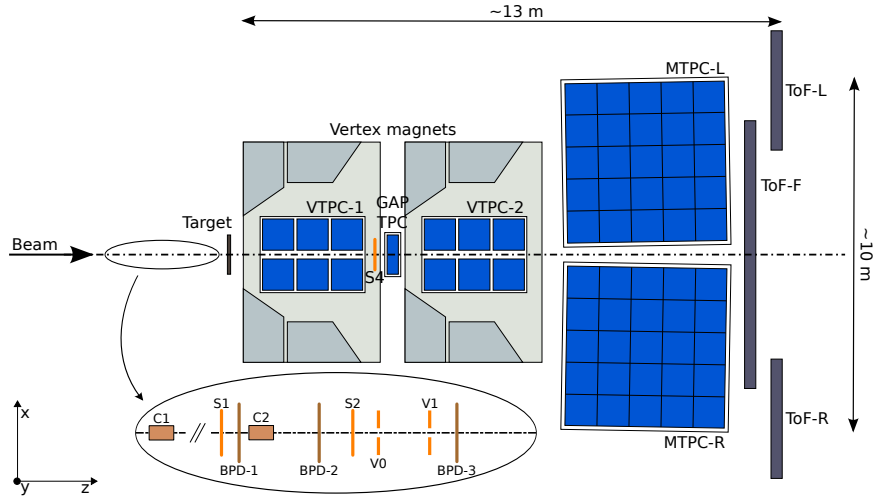 ~13 m
MTPC-L
ToF-L
Vertex magnets
ToF-F
GAP
TPC
VTPC-1
VTPC-2
Target
Beam
S4
~10 m
S1
S2
V1
C1
C2
x
ToF-R
MTPC-R
BPD-1
BPD-2
V0
BPD-3
y
z